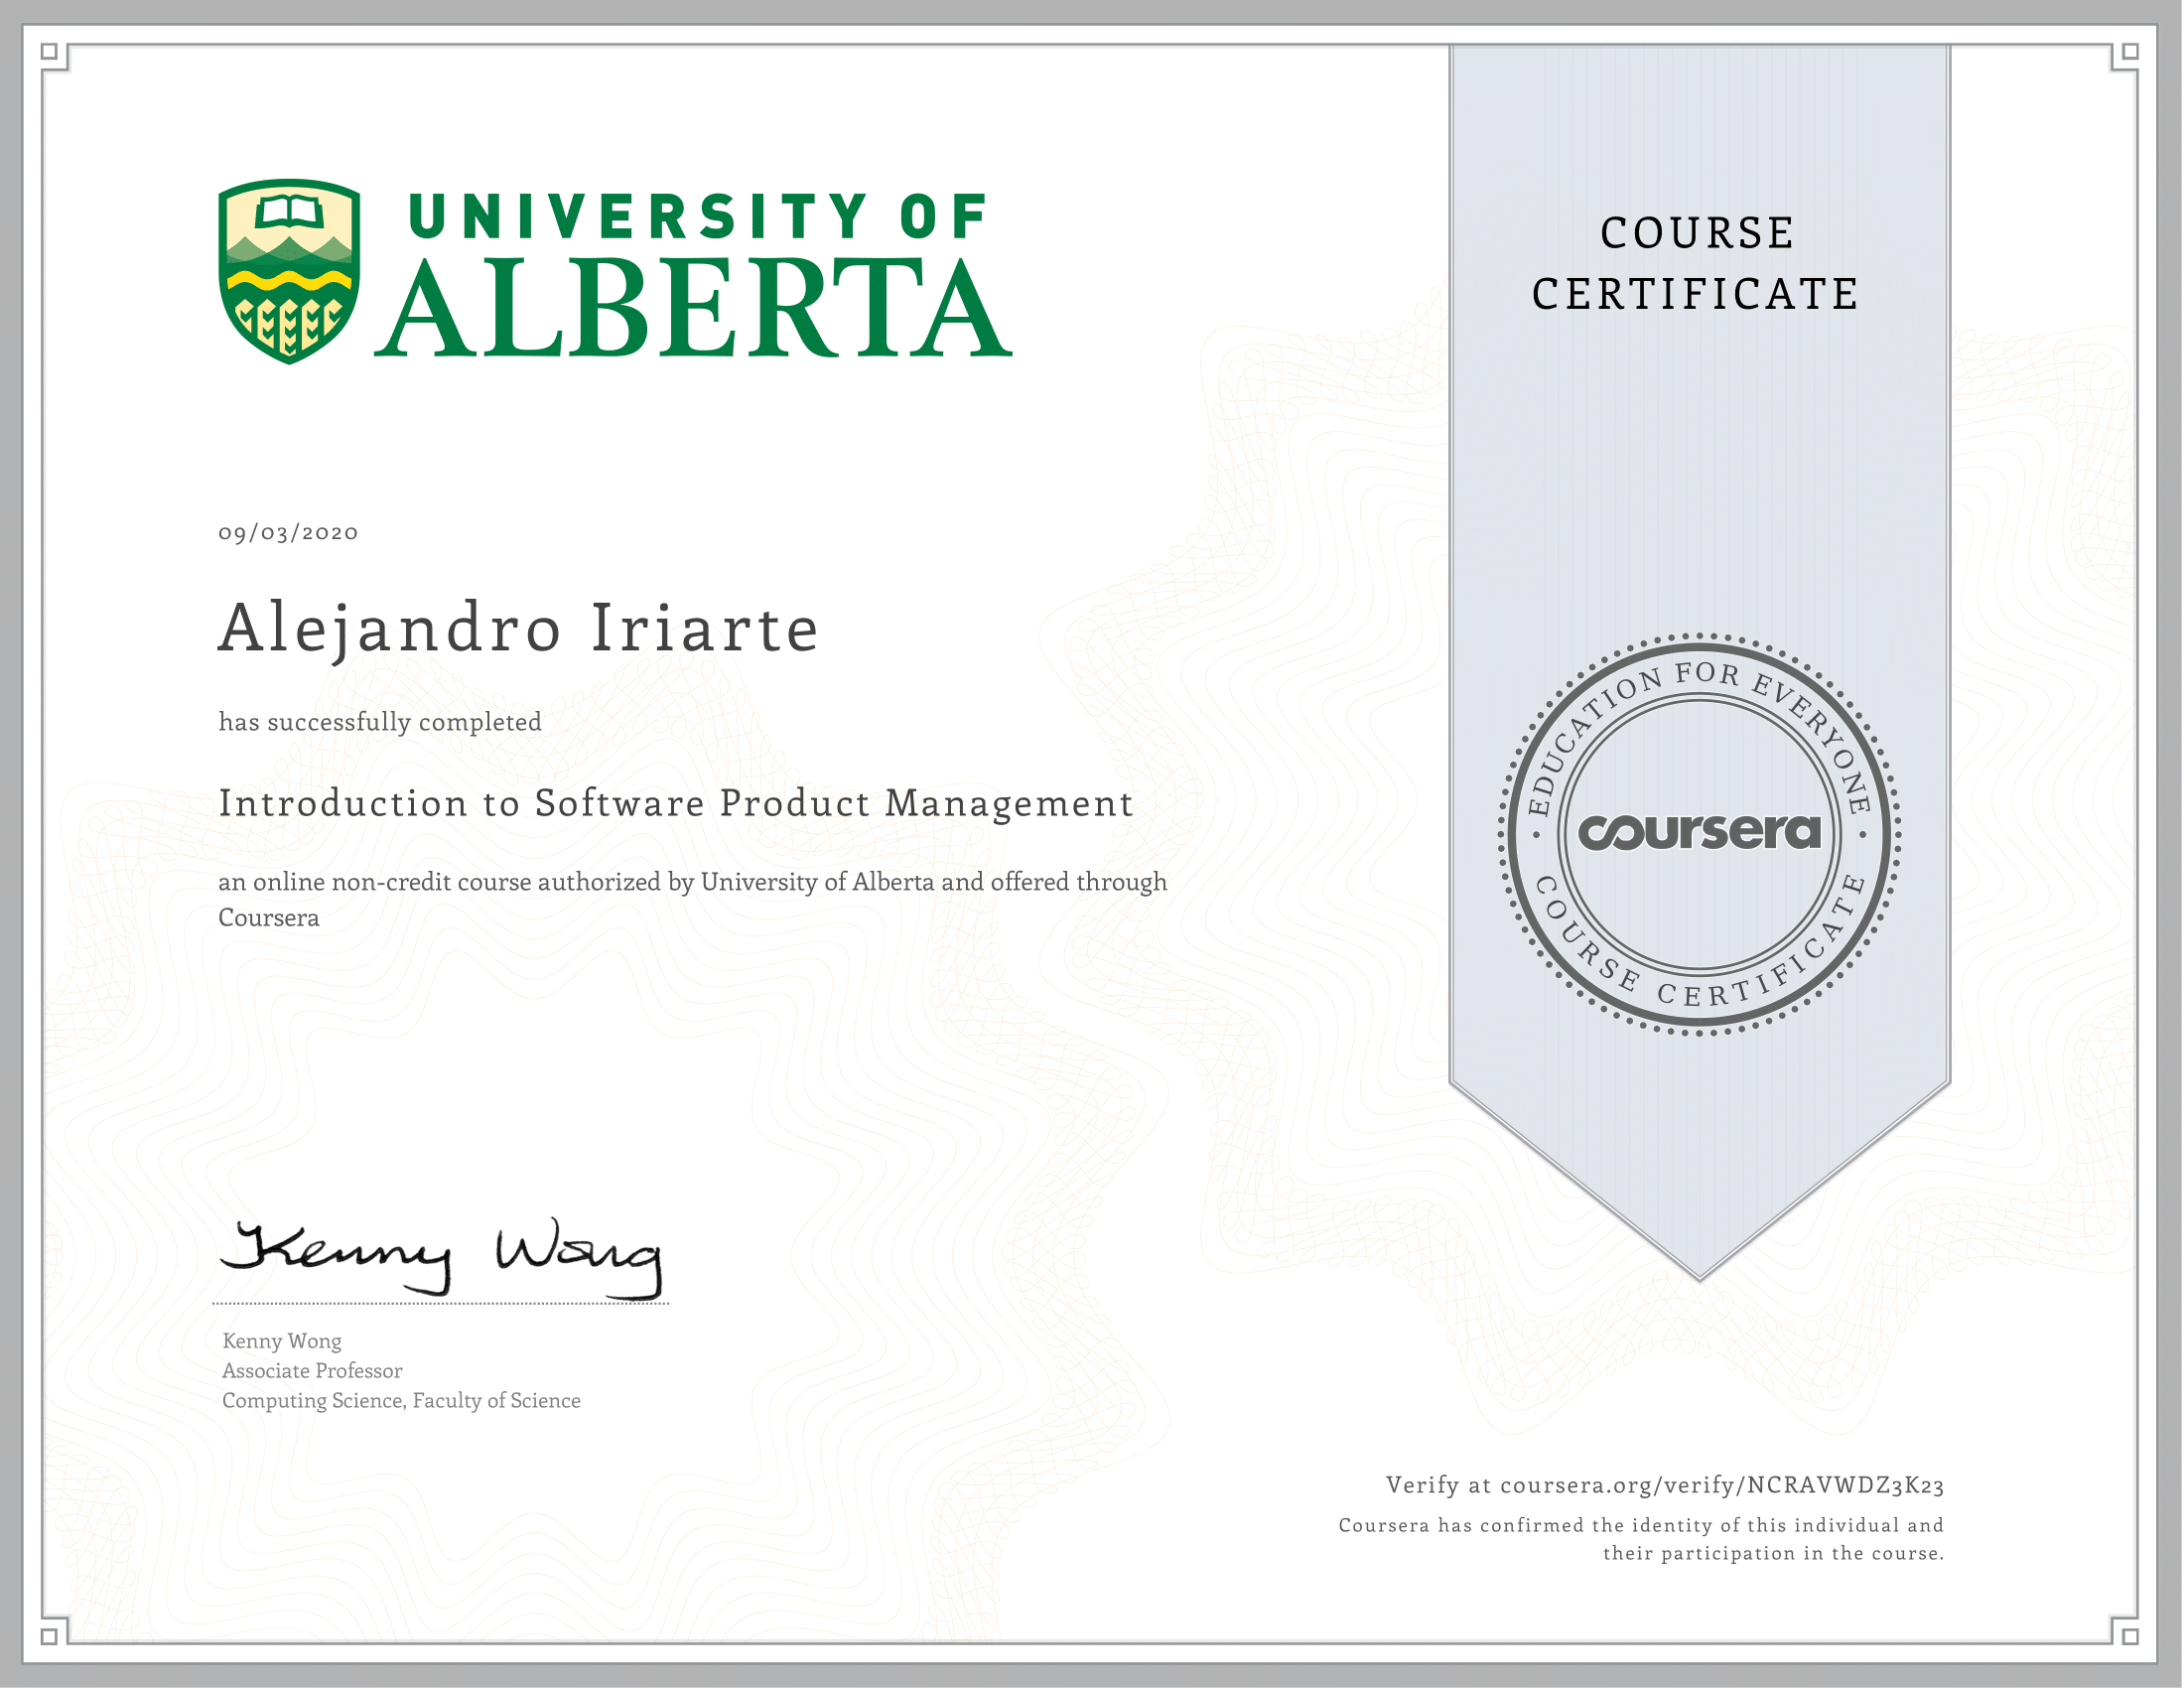 UNIVERSITY OF
ALBERTA
09/03/2020
Alejandro Iriarte
has successfully completed
Introduction to Software Product Management
an online non-credit course authorized by University of Alberta and offered through
Coursera
Kenny Wong
Kenny Wong
Associate Professor
Computing Science, Faculty of Science
COURSE
CERTIFICATE
EDUCATION FOR EVERYONE
coursera
COURSE CERTIFICATE
Verify at coursera.org/verify/NCRAVWDZ3K23
Coursera has confirmed the identity of this individual and
their participation in the course.